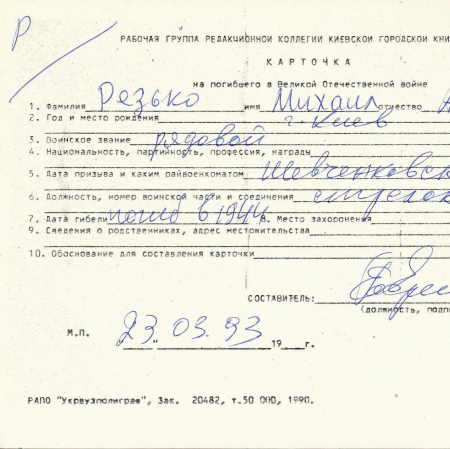 Р
РАБОЧАЯ ГРУППА РЕДАКЦИОННОЙ КОЛЛЕГИИ КИЕВСКОЙ ГОРОДСКОЙ КНИ
КАРТОЧКА
на погибшего в Великой Отечественной войне
1. Фамилия Резько имя Михаил отчество
2. Год и место рождения г. Киев
3. Воинское звание рядовой
4. Национальность, партийность, профессия, награды
5. Дата призыва и каким райвоенкоматом Шевченковск
6. Должность, номер воинской части и соединения стрелок
7. Дата гибели погиб в 1944 8. Место захоронения
9. Сведения о родственниках, адрес местожительства
10. Обоснование для составления карточки
СОСТАВИТЕЛЬ:
(должность, подп
М.П. 23 03.93 19 г.
РАПО "Укрвузполиграф", Зак. 20482, т.50 000, 1990.